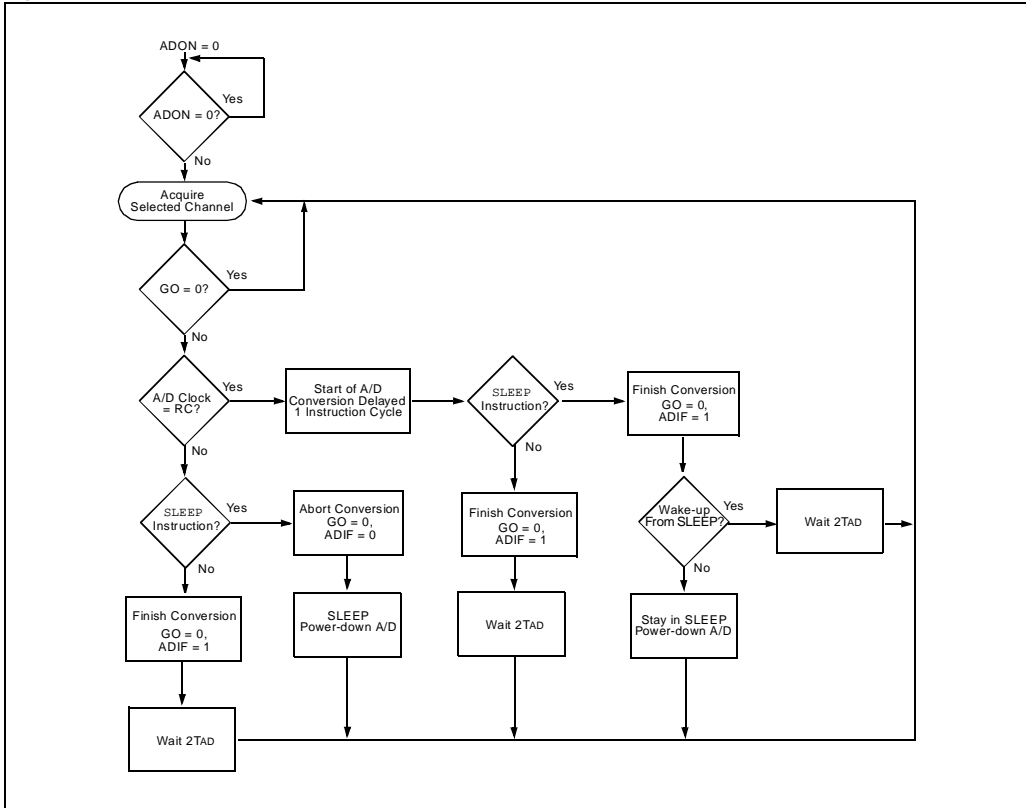 ADON = 0
Yes
ADON = 0?
No
Acquire
Selected Channel
Yes
GO = 0?
No
A/D Clock
= RC?
Yes
Start of A/D
Conversion Delayed
1 Instruction Cycle
SLEEP
Instruction?
Yes
Finish Conversion
GO = 0,
ADIF = 1
No
No
SLEEP
Instruction?
Yes
Abort Conversion
GO = 0,
ADIF = 0
Finish Conversion
GO = 0,
ADIF = 1
Wake-up
From SLEEP?
Yes
Wait 2TAD
No
No
Finish Conversion
GO = 0,
ADIF = 1
SLEEP
Power-down A/D
Wait 2TAD
Stay in SLEEP
Power-down A/D
Wait 2TAD